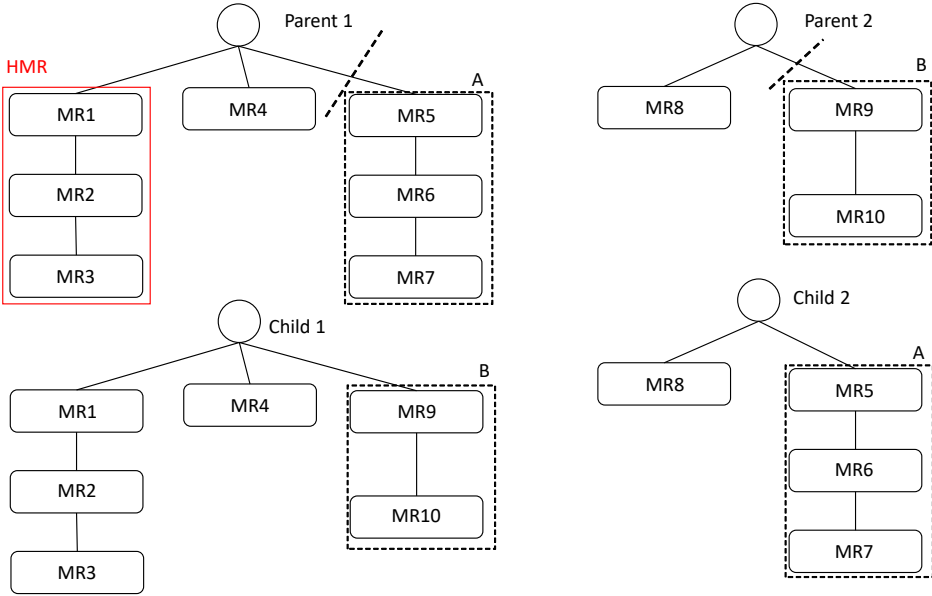 Parent 1
HMR
A
MR1
MR4
MR5
MR2
MR6
MR3
MR7
Parent 2
B
MR8
MR9
MR10
Child 1
B
MR1
MR4
MR9
MR2
MR10
MR3
Child 2
A
MR8
MR5
MR6
MR7